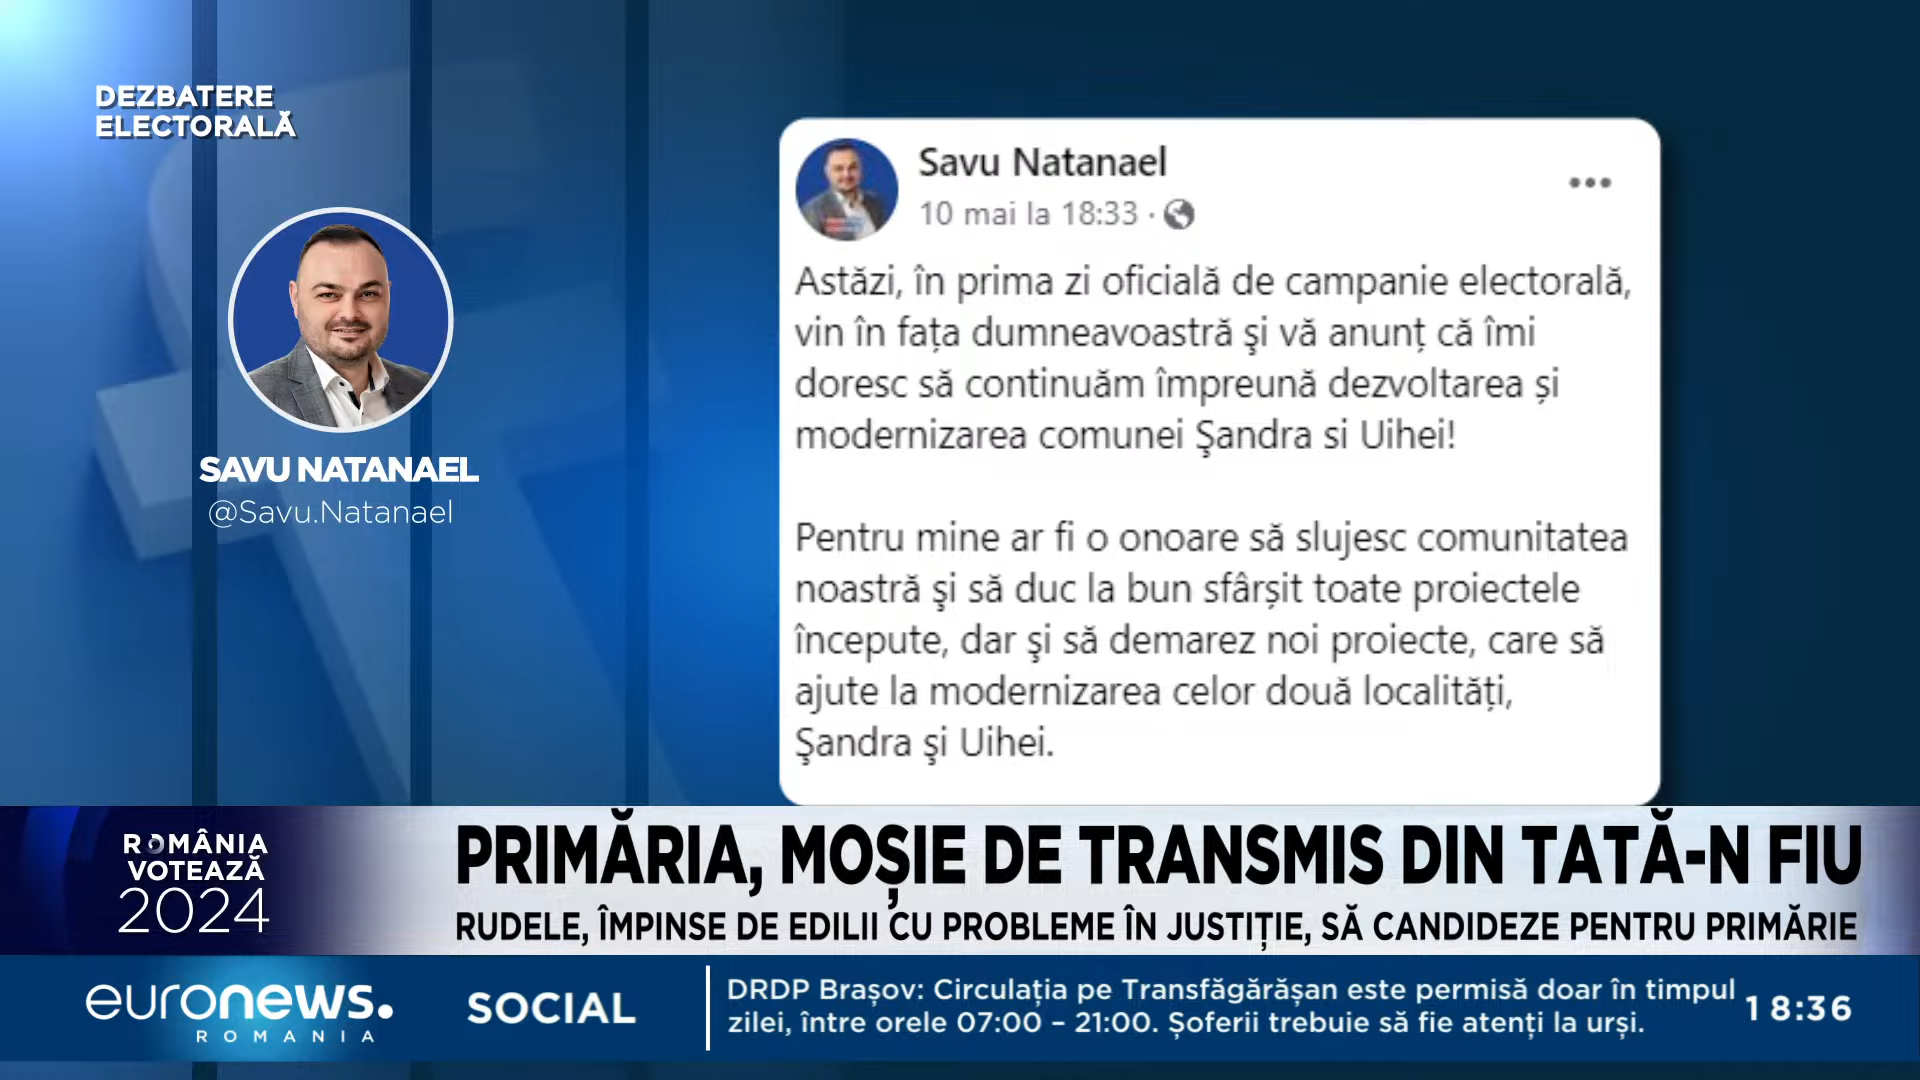 DEZBATERE
ELECTORALĂ
SAVU NATANAEL
@Savu.Natanael
Savu Natanael
10 mai la 18:33 ·
Astăzi, în prima zi oficială de campanie electorală,
vin în fața dumneavoastră şi vă anunț că îmi
doresc să continuăm împreună dezvoltarea și
modernizarea comunei Şandra si Uihei!
Pentru mine ar fi o onoare să slujesc comunitatea
noastră şi să duc la bun sfârșit toate proiectele
începute, dar şi să demarez noi proiecte, care să
ajute la modernizarea celor două localități,
Şandra şi Uihei.
ROMÂNIA
VOTEAZĂ
2024
PRIMĂRIA, MOȘIE DE TRANSMIS DIN TATĂ-N FIU
RUDELE, ÎMPINSE DE EDILII CU PROBLEME ÎN JUSTIȚIE, SĂ CANDIDEZE PENTRU PRIMĂRIE
euronews.
ROMANIA
SOCIAL
DRDP Brașov: Circulația pe Transfăgărășan este permisă doar în timpul
zilei, între orele 07:00 – 21:00. Șoferii trebuie să fie atenți la urși.
18:36